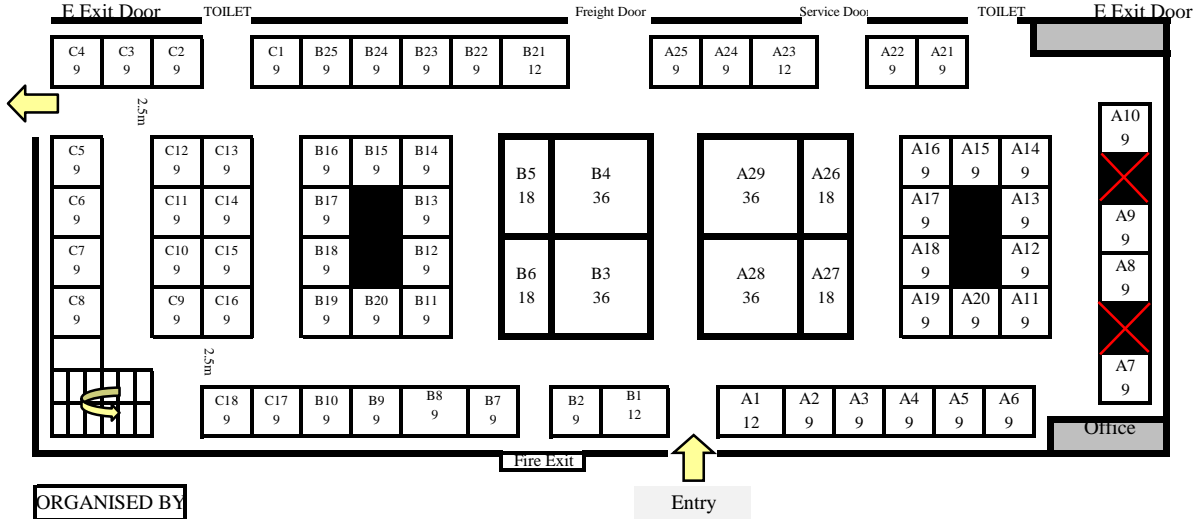 E Exit Door TOILET Freight Door Service Door TOILET E Exit Door
C4 C3 C2 C1 B25 B24 B23 B22 B21 A25 A24 A23 A22 A21
9 9 9 9 9 9 9 9 12 9 9 12 9 9
2.5m
A10
9
C5 C12 C13 B16 B15 B14 B5 B4 A29 A26 A16 A15 A14
9 9 9 9 9 9 18 36 36 18 9 9 9
C6 C11 C14 B17 B13 A17 A13
9 9 9 9 9 9 9
A9
9
C7 C10 C15 B18 B12 B6 B3 A28 A27 A18 A12
9 9 9 9 9 18 36 36 18 9 9
A8
9
C8 C9 C16 B19 B20 B11 A19 A20 A11
9 9 9 9 9 9 9 9 9
2.5m
A7
9
C18 C17 B10 B9 B8 B7 B2 B1 A1 A2 A3 A4 A5 A6
9 9 9 9 9 9 9 12 12 9 9 9 9 9
Office
Fire Exit
ORGANISED BY
Entry